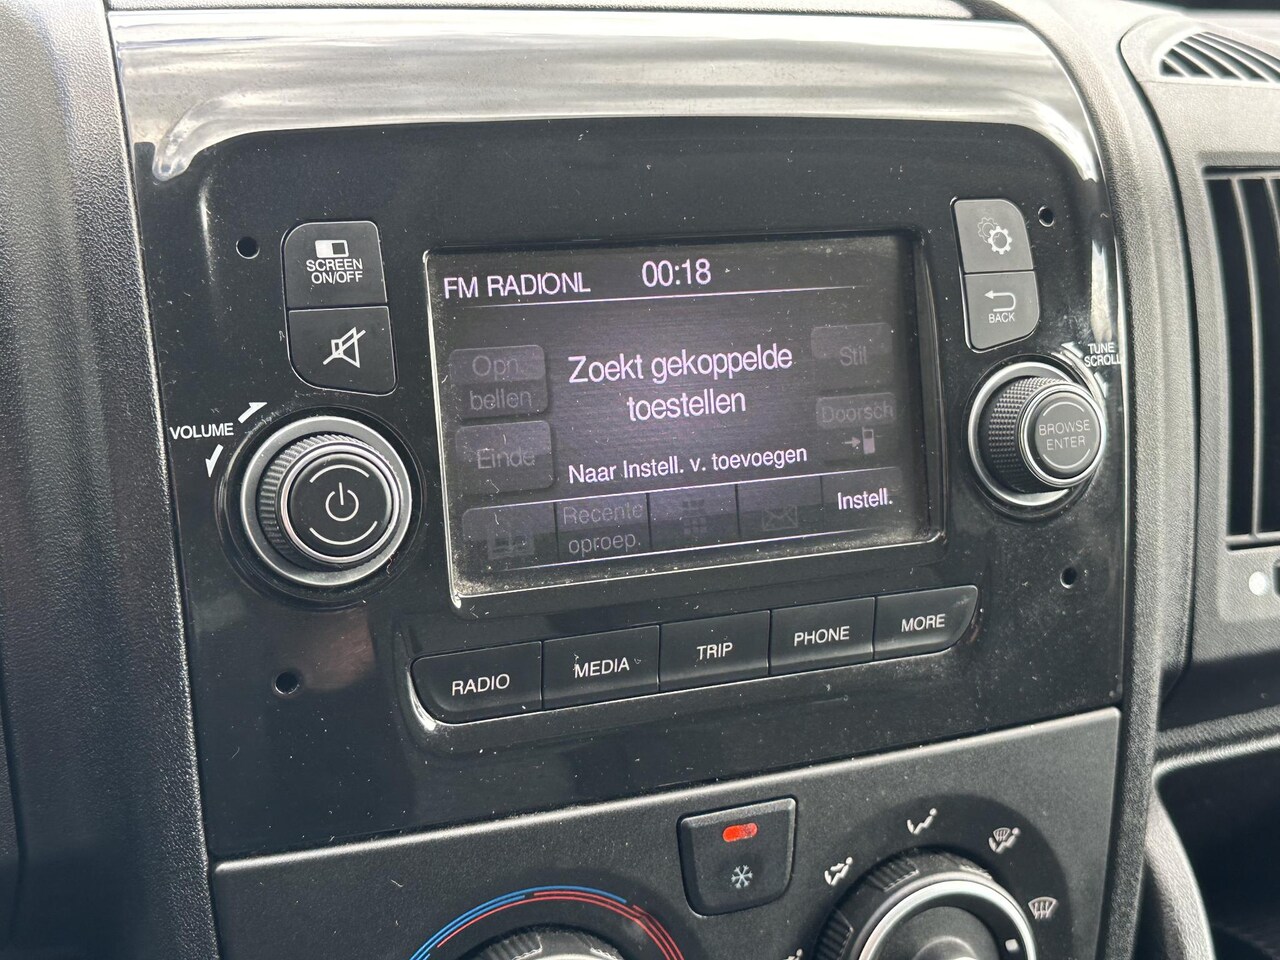 SCREEN
ON/OFF
VOLUME
FM RADIONL 00:18
Opn.
bellen
Zoekt gekoppelde
toestellen
Stil
Doorsch
Einde
Naar Instell. v. toevoegen
Recente
oproep.
Instell.
BACK
TUNE
SCROLL
BROWSE
ENTER
RADIO
MEDIA
TRIP
PHONE
MORE